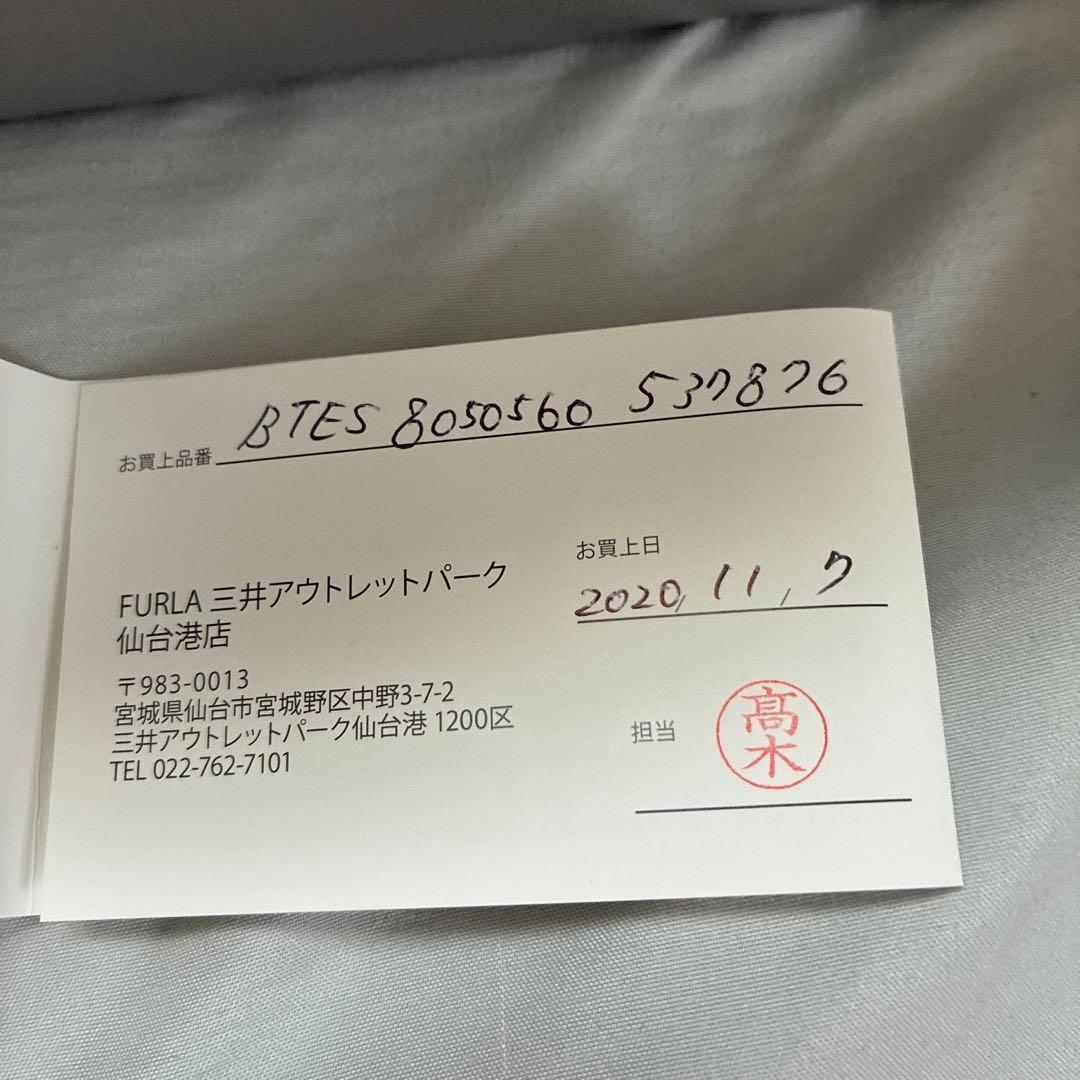 お買上品番 BTES 8050560 537876
お買上日
2020, 11, 7
FURLA 三井アウトレットパーク
仙台港店
〒983-0013
宮城県仙台市宮城野区中野3-7-2
三井アウトレットパーク仙台港 1200区
TEL 022-762-7101
担当 髙木